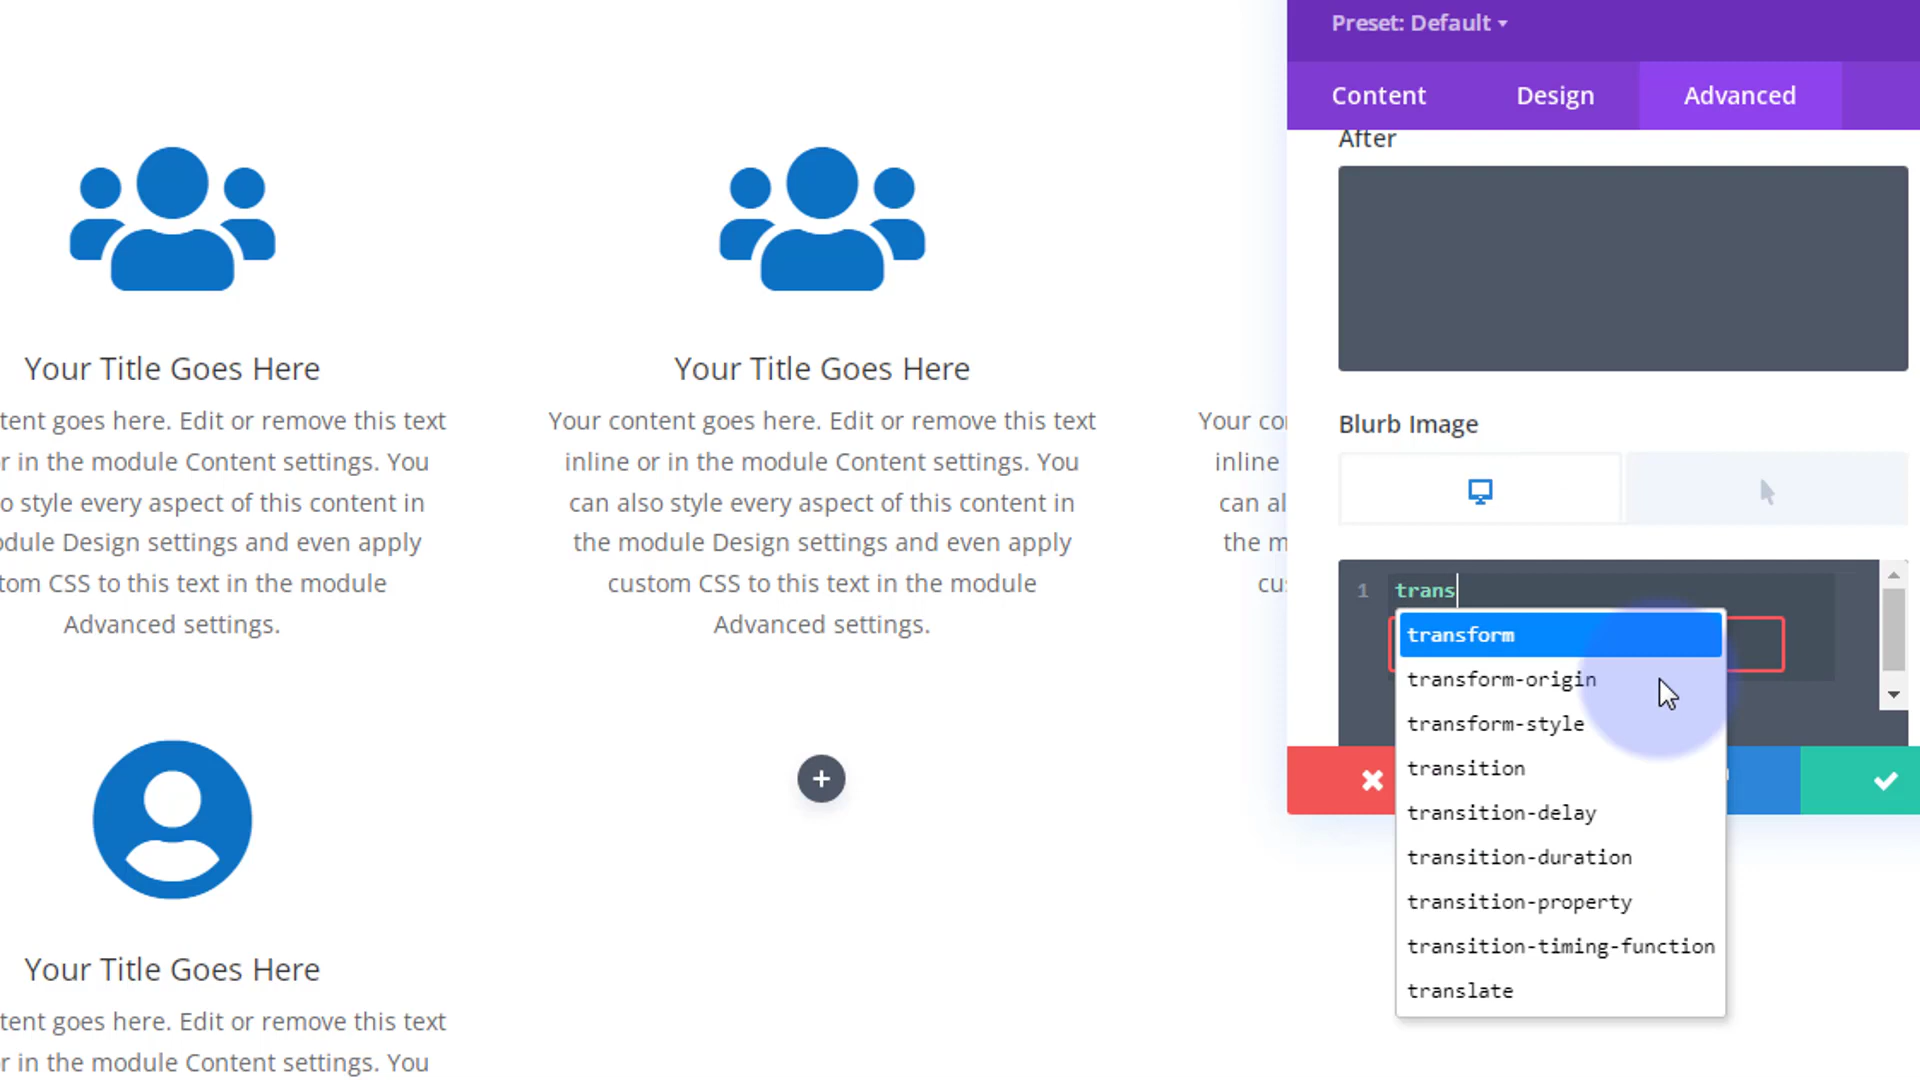 Preset: Default
Content
Design
Advanced
After
Your Title Goes Here
tent goes here. Edit or remove this text
r in the module Content settings. You
o style every aspect of this content in
odule Design settings and even apply
tom CSS to this text in the module
Advanced settings.
Your Title Goes Here
Your content goes here. Edit or remove this text
inline or in the module Content settings. You
can also style every aspect of this content in
the module Design settings and even apply
custom CSS to this text in the module
Advanced settings.
Your co
inline
can al
the m
cu
Blurb Image
1 trans
transform
transform-origin
transform-style
transition
transition-delay
transition-duration
transition-property
transition-timing-function
translate
Your Title Goes Here
tent goes here. Edit or remove this text
r in the module Content settings. You